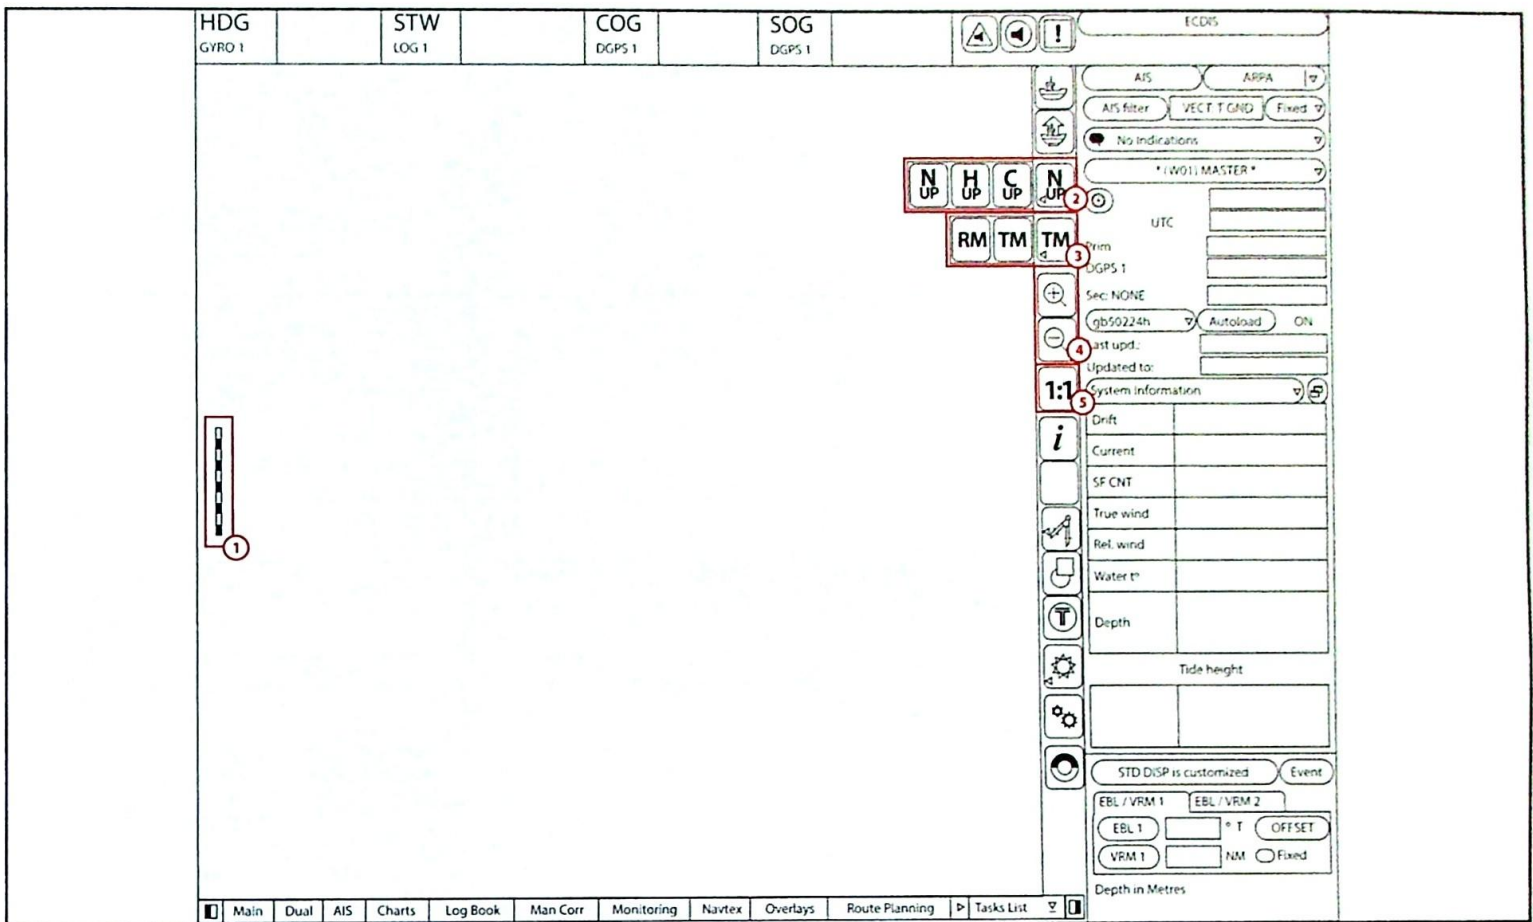 HDG
GYRO 1
STW
LOG 1
COG
DGPS 1
SOG
DGPS 1
!
ECDIS
AIS
ARPA
AIS filter
VECT T GND
Fixed
No Indications
* (W01) MASTER *
N UP
H UP
C UP
N UP
2
UTC
RM
TM
TM
3
Prim
DGPS 1
Sec: NONE
gb50224h
Autoload
ON
4
Last upd.:
Updated to:
1:1
5
System Information
i
Drift
Current
SF CNT
True wind
Rel. wind
Water tº
Depth
1
T
Tide height
STD DISP is customized
Event
EBL / VRM 1
EBL / VRM 2
EBL 1
° T
OFFSET
VRM 1
NM
Fixed
Depth in Metres
Main
Dual
AIS
Charts
Log Book
Man Corr
Monitoring
Navtex
Overlays
Route Planning
Tasks List